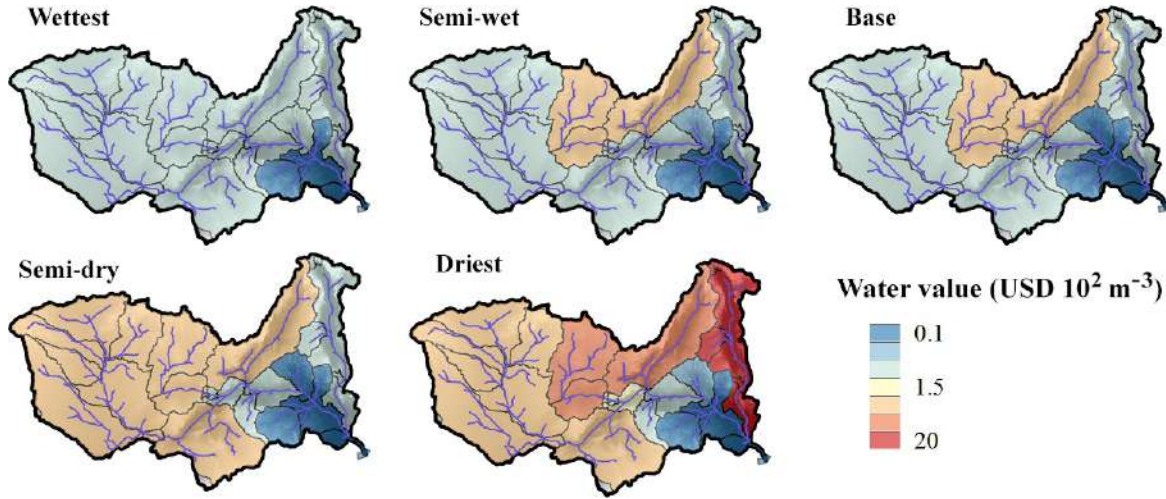 Wettest
Semi-wet
Base
Semi-dry
Driest
Water value (USD 10² m⁻³)
0.1
1.5
20